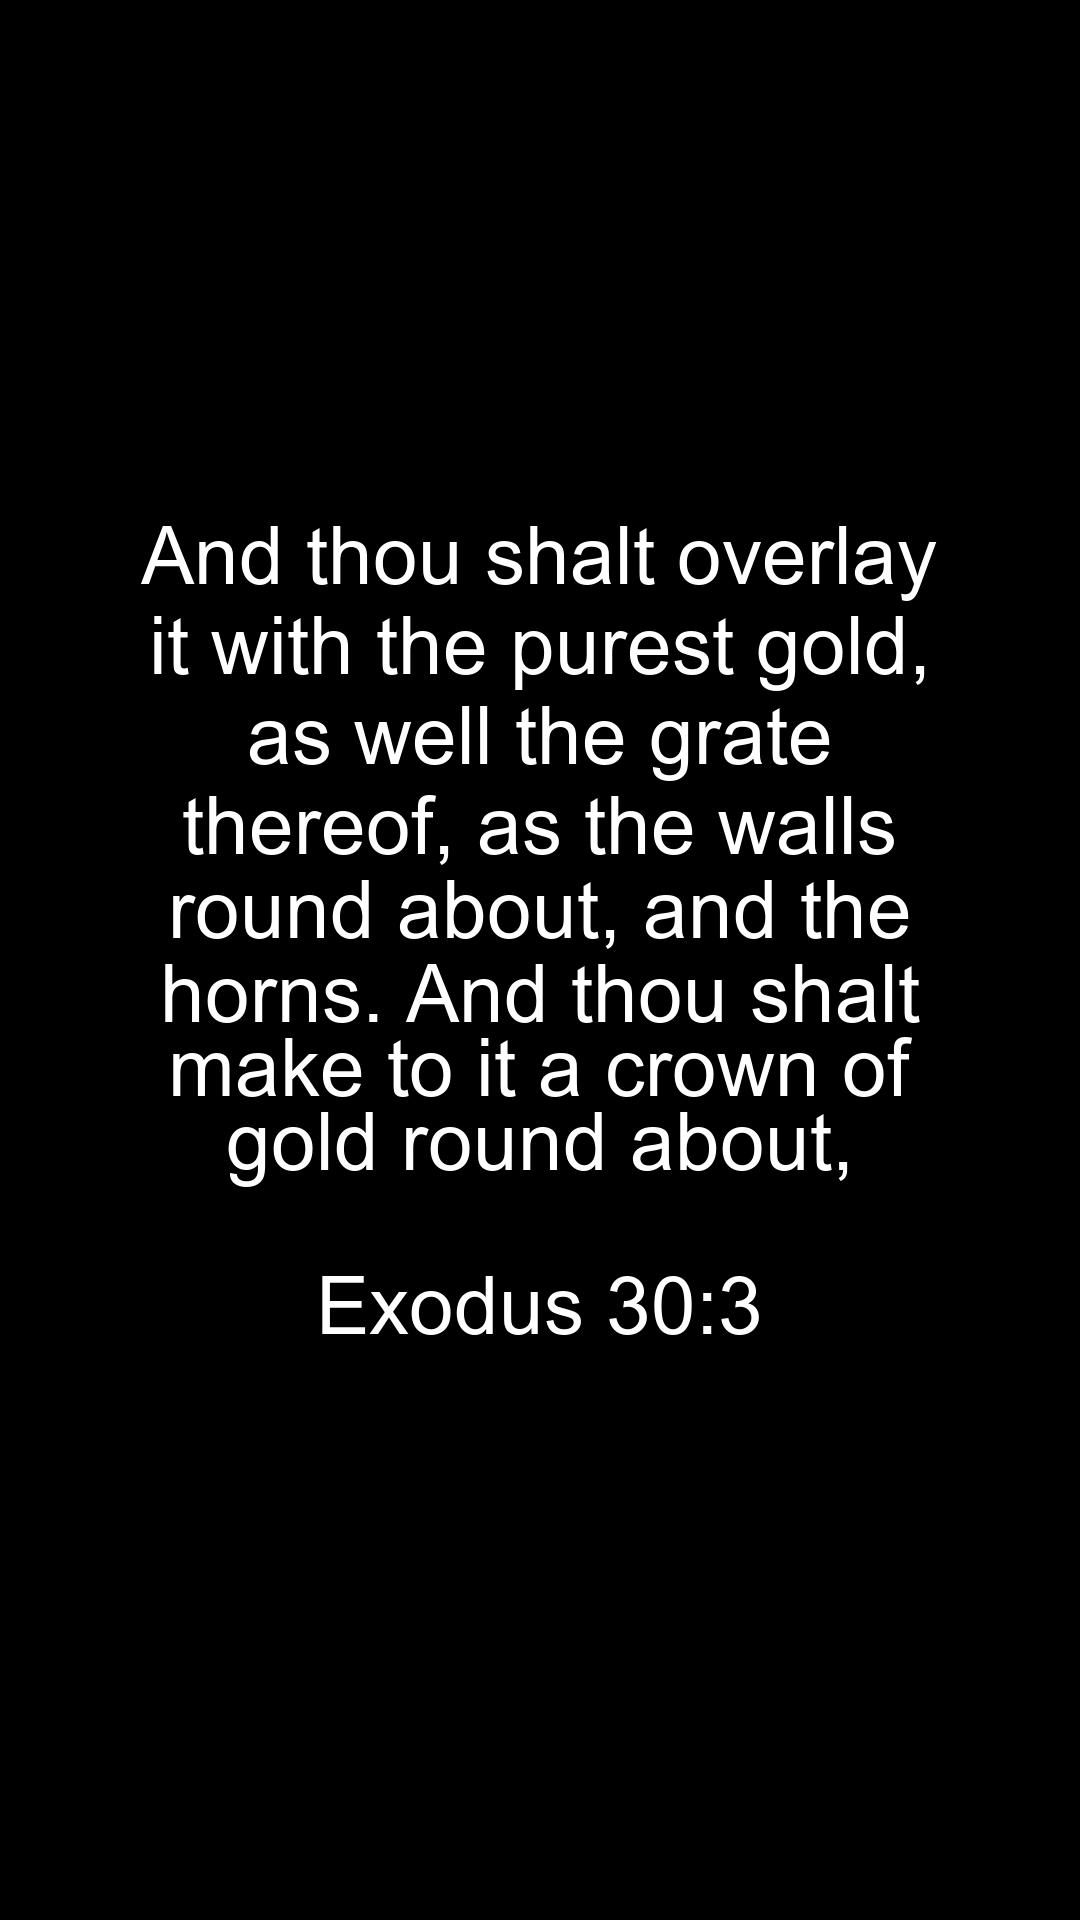 And thou shalt overlay
it with the purest gold,
as well the grate
thereof, as the walls
round about, and the
horns. And thou shalt
make to it a crown of
gold round about,
Exodus 30:3